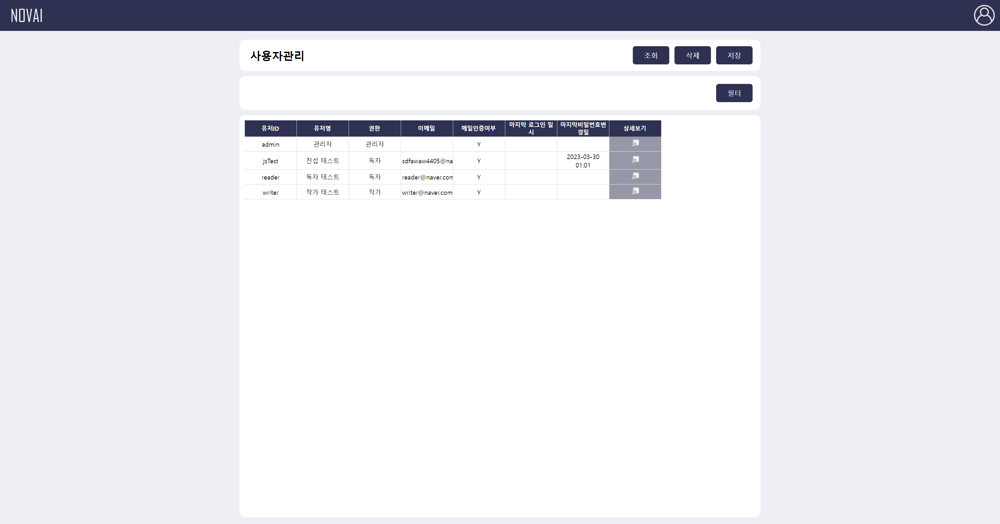 NOVAI
사용자관리
조회 삭제 저장
필터
유저ID 유저명 권한 이메일 메일인증여부 마지막 로그인 일시 마지막비밀번호변경일 상세보기
admin 관리자 관리자 Y
jsTest 진섭 테스트 독자 sdfawaw4405@na Y 2023-03-30 01:01
reader 독자 테스트 독자 reader@naver.com Y
writer 작가 테스트 작가 writer@naver.com Y